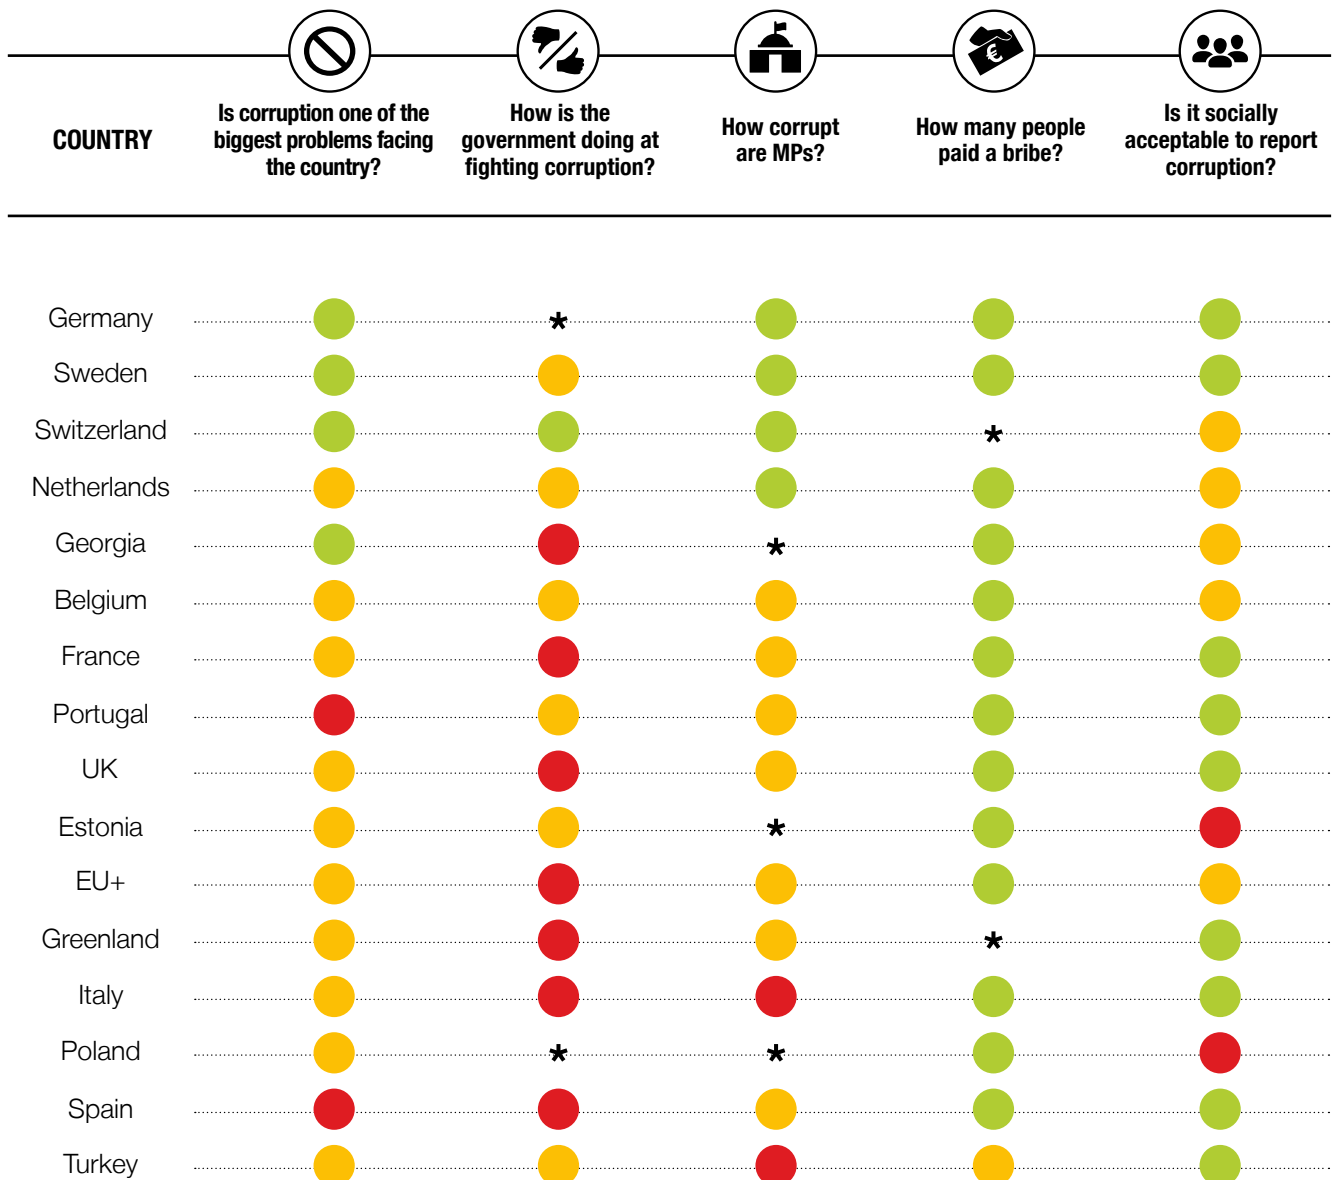 COUNTRY
Is corruption one of the
biggest problems facing
the country?
How is the
government doing at
fighting corruption?
How corrupt
are MPs?
€
How many people
paid a bribe?
Is it socially
acceptable to report
corruption?
Germany *
Sweden
Switzerland *
Netherlands
Georgia *
Belgium
France
Portugal
UK
Estonia *
EU+
Greenland *
Italy
Poland * *
Spain
Turkey